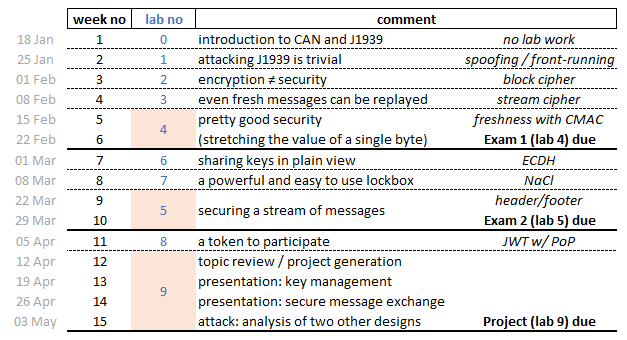 week no lab no comment
18 Jan 1 0 introduction to CAN and J1939 no lab work
25 Jan 2 1 attacking J1939 is trivial spoofing / front-running
01 Feb 3 2 encryption ≠ security block cipher
08 Feb 4 3 even fresh messages can be replayed stream cipher
15 Feb 5 4 pretty good security freshness with CMAC
22 Feb 6 (stretching the value of a single byte) Exam 1 (lab 4) due
01 Mar 7 6 sharing keys in plain view ECDH
08 Mar 8 7 a powerful and easy to use lockbox NaCl
22 Mar 9 5 securing a stream of messages header/footer
29 Mar 10 Exam 2 (lab 5) due
05 Apr 11 8 a token to participate JWT w/ PoP
12 Apr 12 9 topic review / project generation
19 Apr 13 presentation: key management
26 Apr 14 presentation: secure message exchange
03 May 15 attack: analysis of two other designs Project (lab 9) due